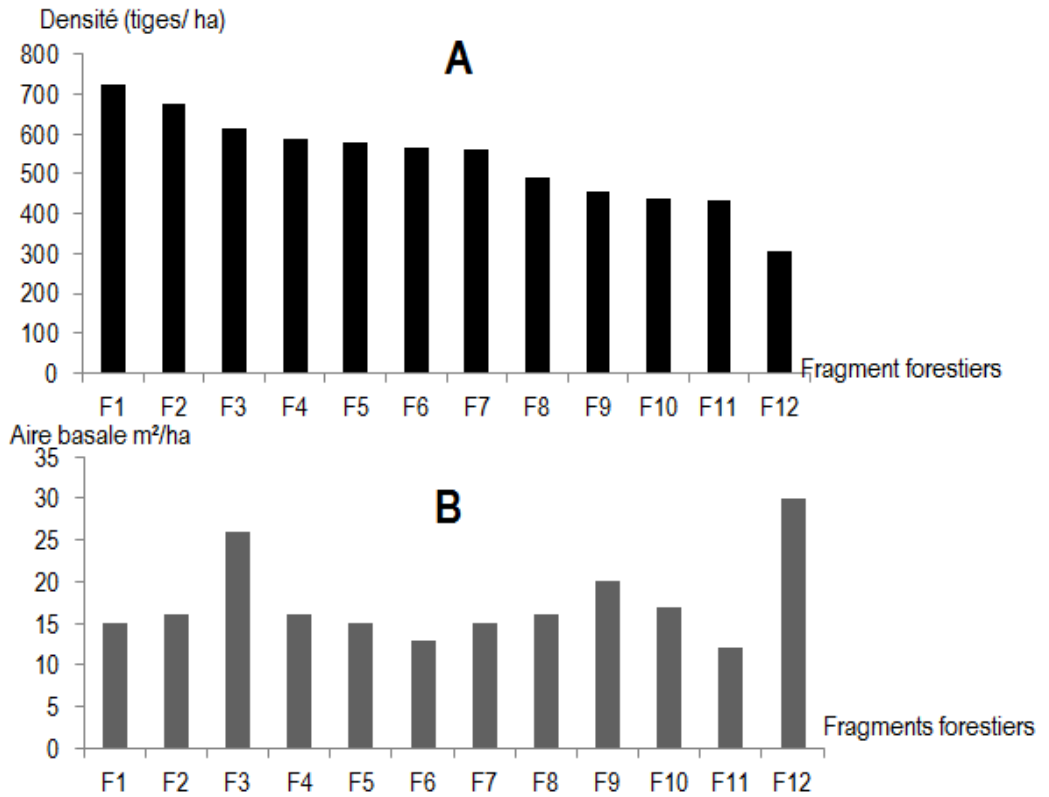 Densité (tiges/ ha)
A
800
700
600
500
400
300
200
100
0
Fragment forestiers
F1 F2 F3 F4 F5 F6 F7 F8 F9 F10 F11 F12
Aire basale m²/ha
B
35
30
25
20
15
10
5
0
Fragments forestiers
F1 F2 F3 F4 F5 F6 F7 F8 F9 F10 F11 F12